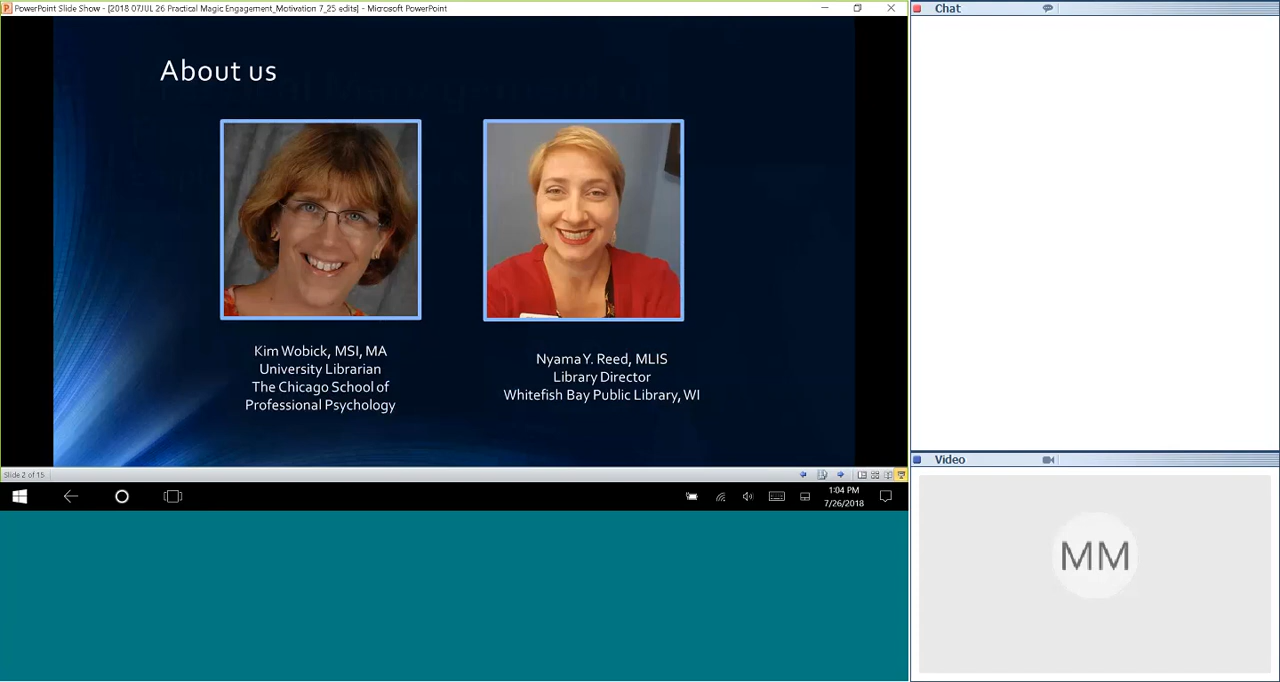 PowerPoint Slide Show - [2018 07JUL 26 Practical Magic Engagement_Motivation 7_25 edits] - Microsoft PowerPoint
Chat
About us
Kim Wobick, MSI, MA
University Librarian
The Chicago School of
Professional Psychology
Nyama Y. Reed, MLIS
Library Director
Whitefish Bay Public Library, WI
Slide 2 of 15
1:04 PM
7/26/2018
Video
MM